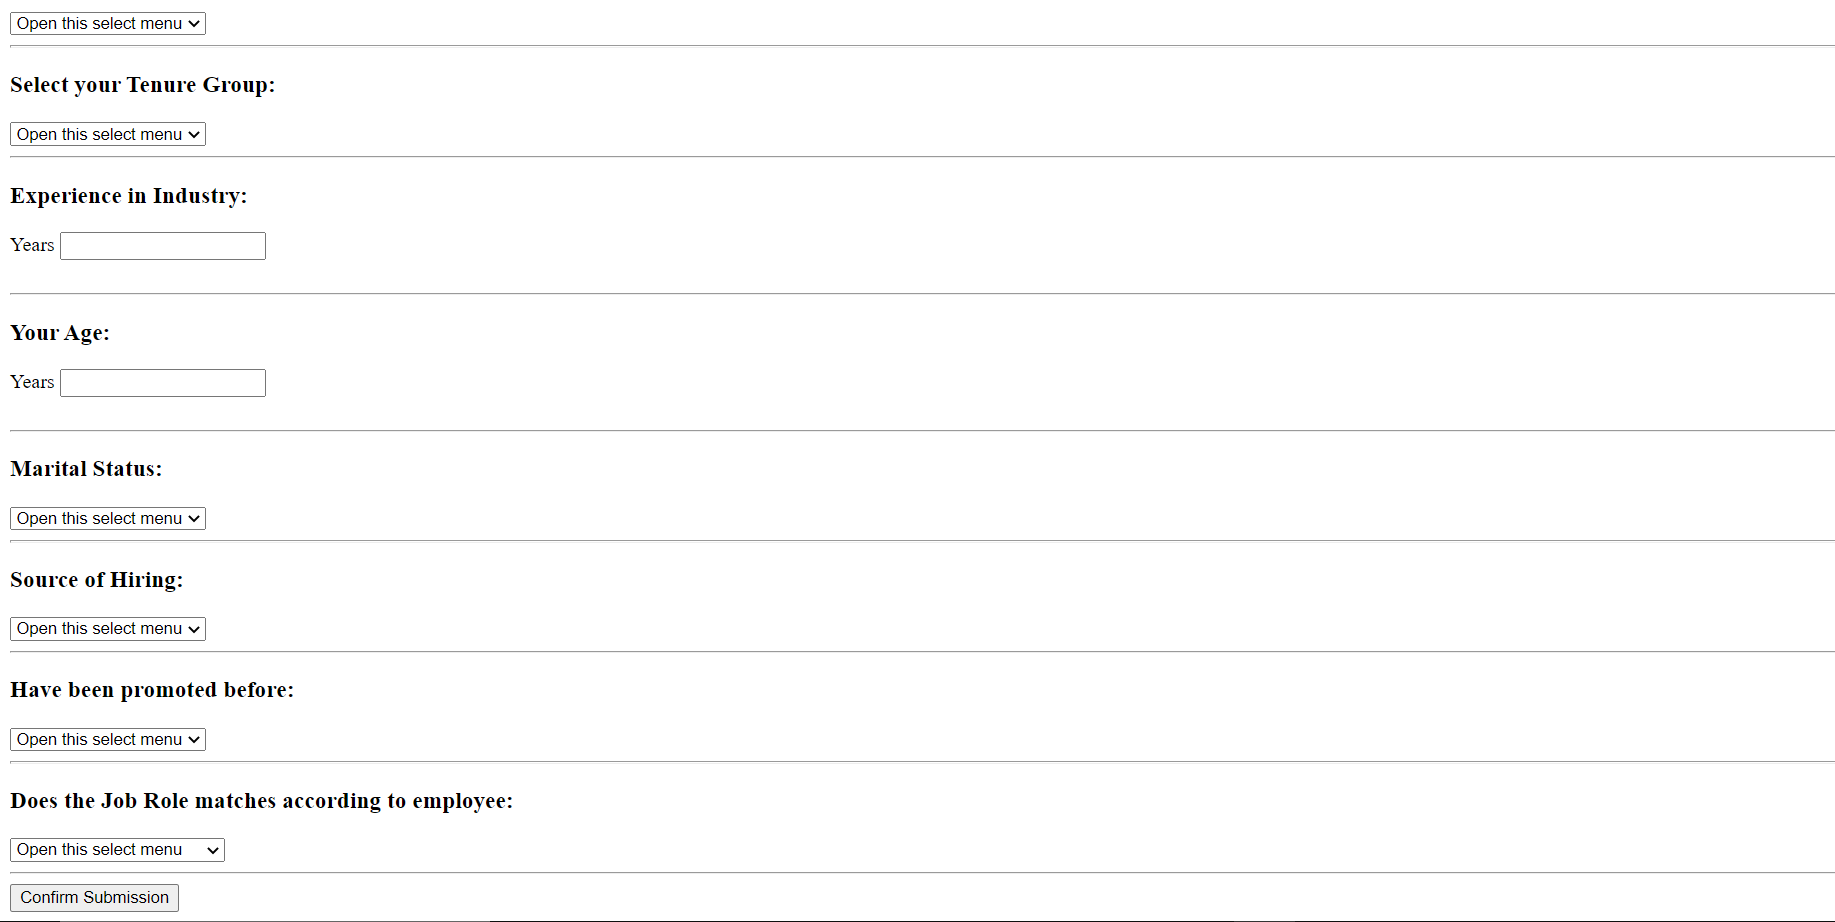 Open this select menu
Select your Tenure Group:
Open this select menu
Experience in Industry:
Years
Your Age:
Years
Marital Status:
Open this select menu
Source of Hiring:
Open this select menu
Have been promoted before:
Open this select menu
Does the Job Role matches according to employee:
Open this select menu
Confirm Submission